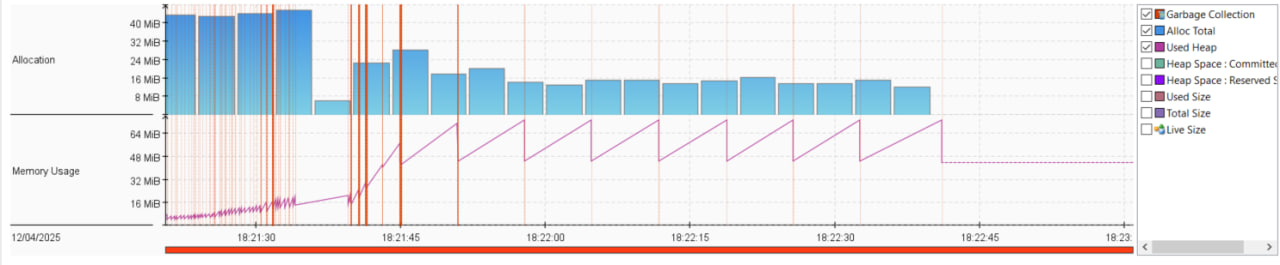 Allocation
40 MiB
32 MiB
24 MiB
16 MiB
8 MiB
Memory Usage
64 MiB
48 MiB
32 MiB
16 MiB
12/04/2025 18:21:30 18:21:45 18:22:00 18:22:15 18:22:30 18:22:45 18:23:
Garbage Collection
Alloc Total
Used Heap
Heap Space : Committe
Heap Space : Reserved S
Used Size
Total Size
Live Size